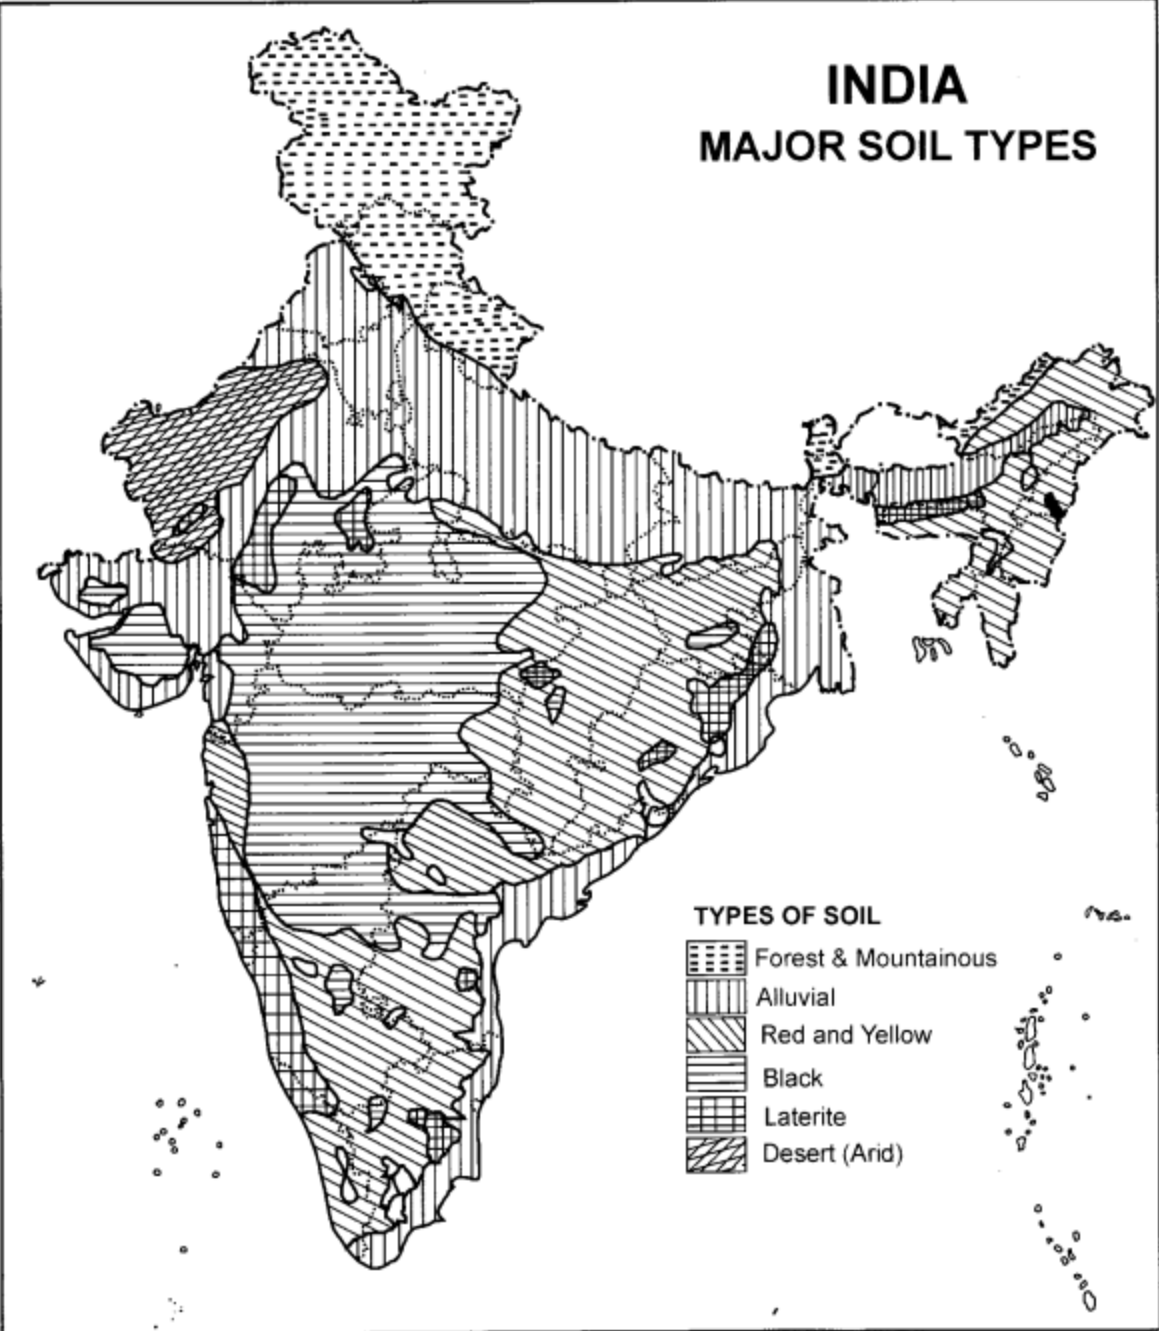 INDIA
MAJOR SOIL TYPES
TYPES OF SOIL
Forest & Mountainous
Alluvial
Red and Yellow
Black
Laterite
Desert (Arid)